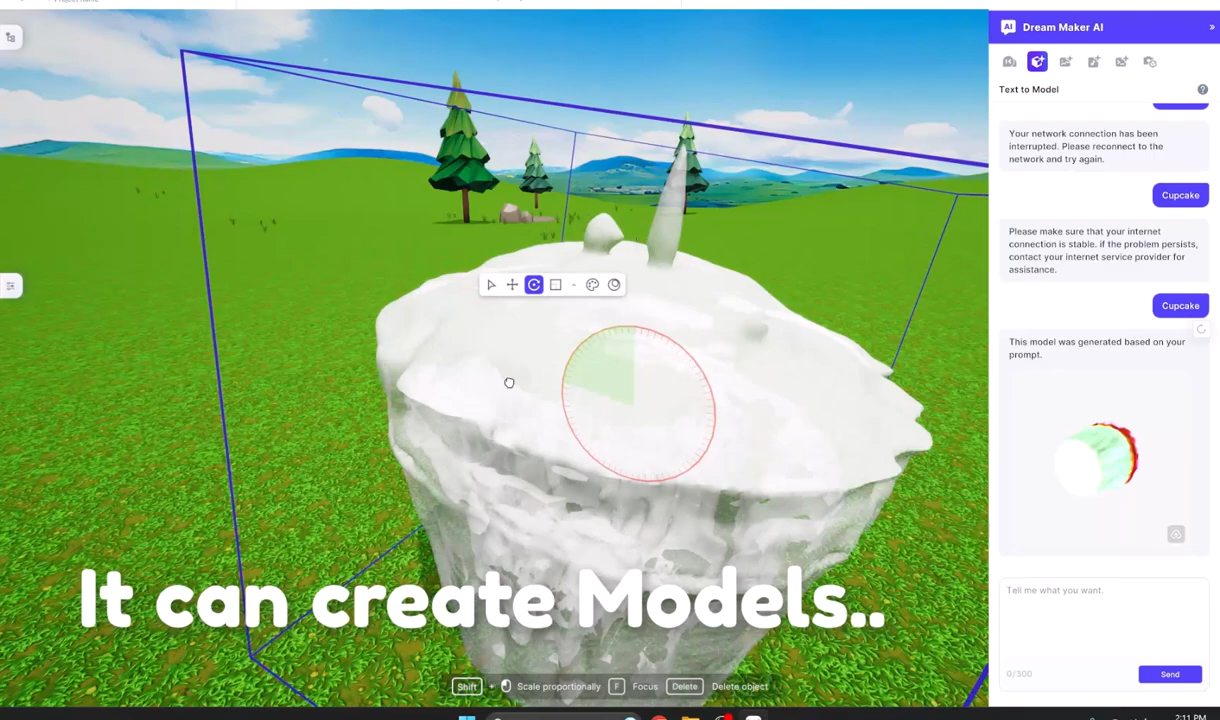 Project name
AI Dream Maker AI
Text to Model
Your network connection has been
interrupted. Please reconnect to the
network and try again.
Cupcake
Please make sure that your internet
connection is stable. if the problem persists,
contact your internet service provider for
assistance.
Cupcake
This model was generated based on your
prompt.
It can create Models..
Tell me what you want.
0/300
Send
Shift + Scale proportionally F Focus Delete Delete object
2:11 PM